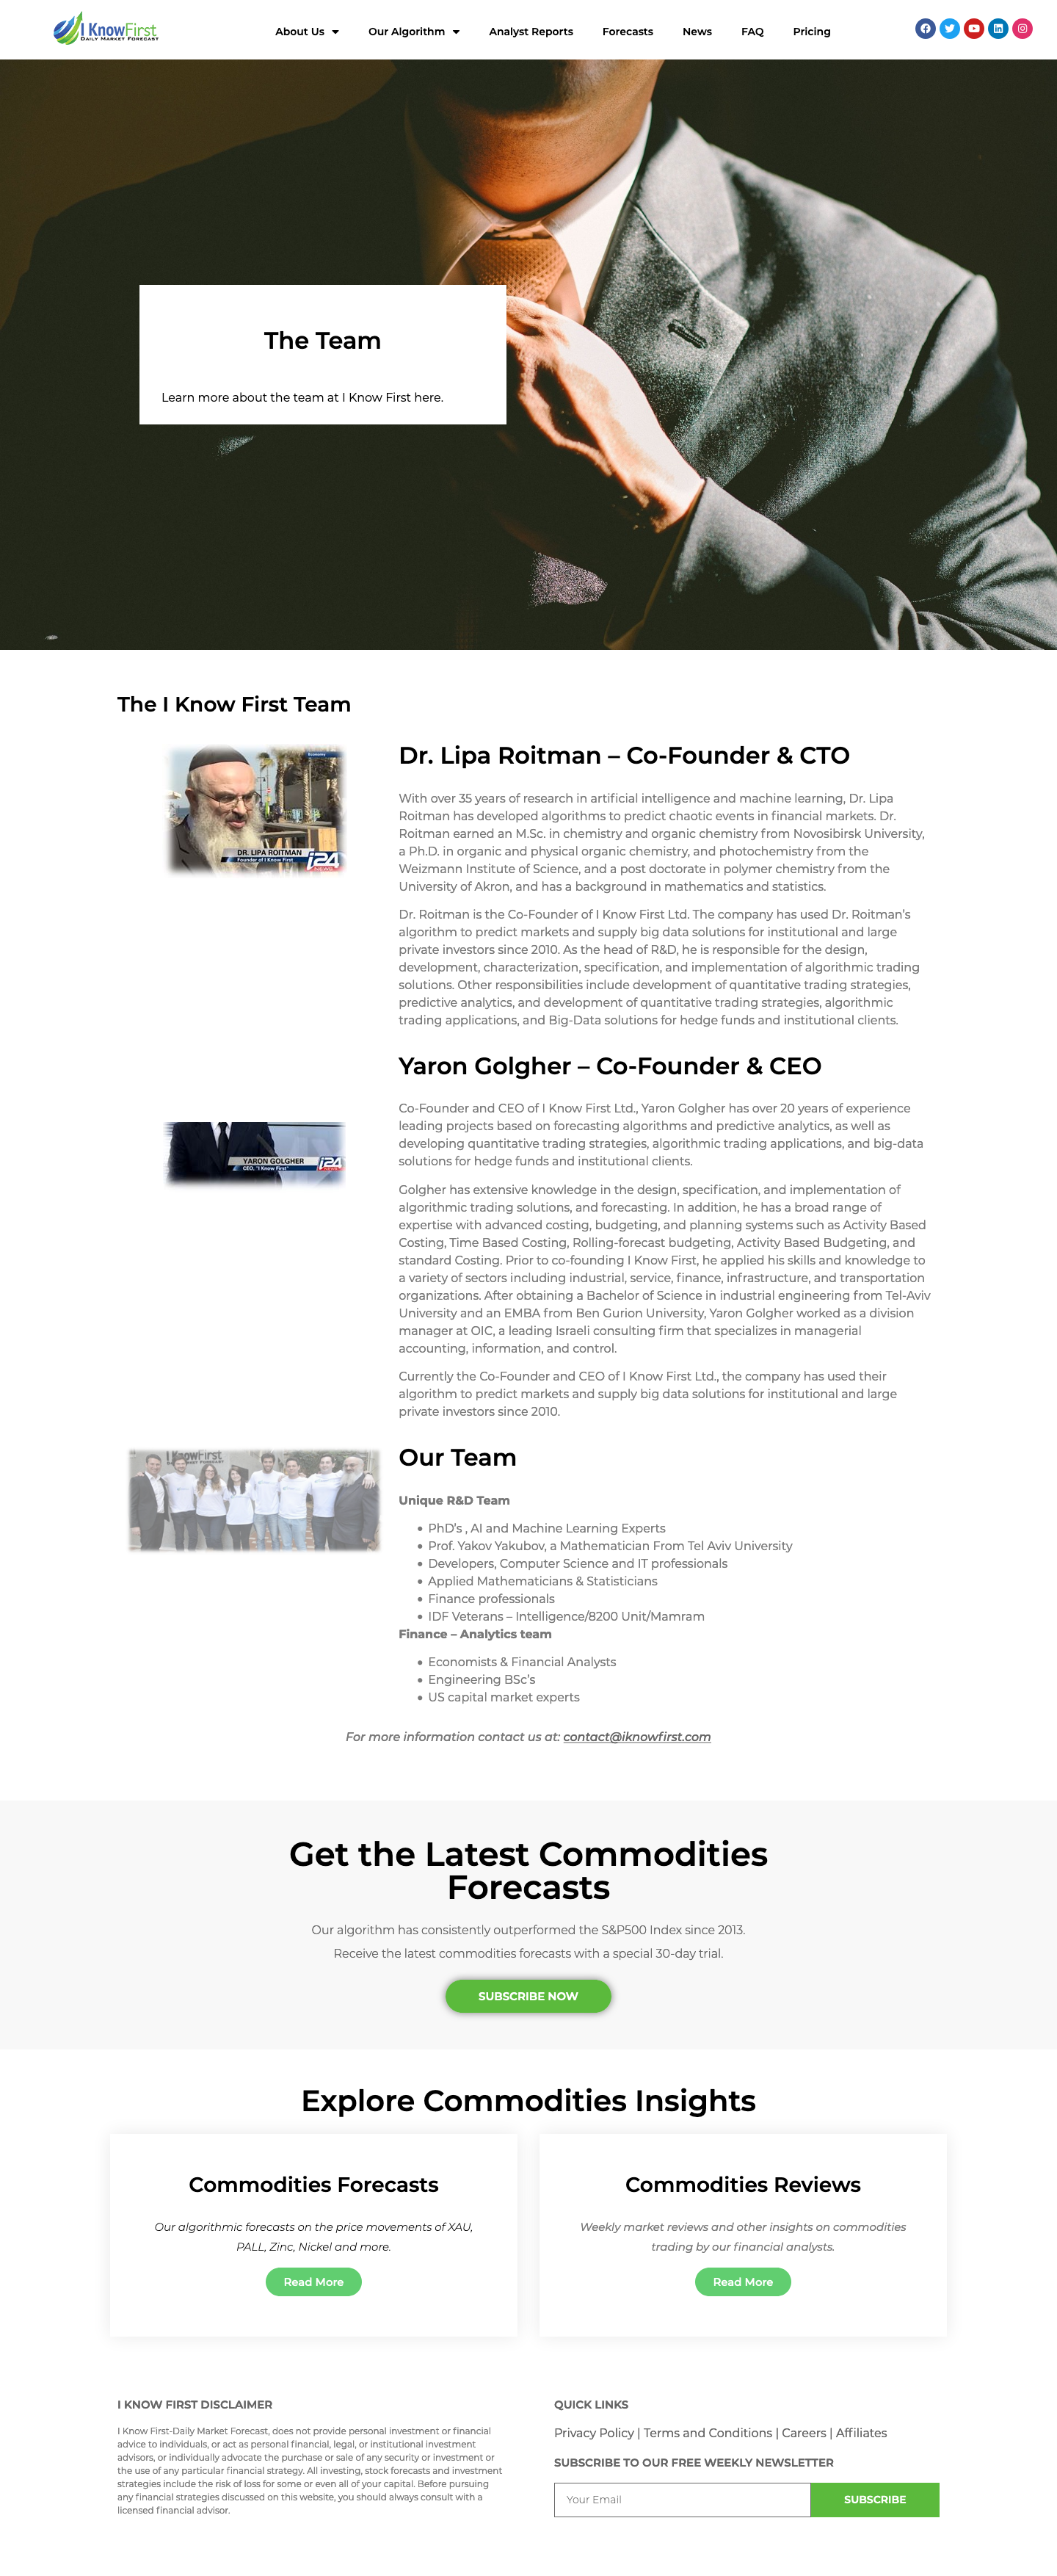 I KnowFirst
DAILY MARKET FORECAST
About Us
Our Algorithm
Analyst Reports
Forecasts
News
FAQ
Pricing
The Team
Learn more about the team at I Know First here.
The I Know First Team
Economy
DR. LIPA ROITMAN
Founder of I Know First
i24
NEWS
Dr. Lipa Roitman – Co-Founder & CTO
With over 35 years of research in artificial intelligence and machine learning, Dr. Lipa
Roitman has developed algorithms to predict chaotic events in financial markets. Dr.
Roitman earned an M.Sc. in chemistry and organic chemistry from Novosibirsk University,
a Ph.D. in organic and physical organic chemistry, and photochemistry from the
Weizmann Institute of Science, and a post doctorate in polymer chemistry from the
University of Akron, and has a background in mathematics and statistics.
Dr. Roitman is the Co-Founder of I Know First Ltd. The company has used Dr. Roitman’s
algorithm to predict markets and supply big data solutions for institutional and large
private investors since 2010. As the head of R&D, he is responsible for the design,
development, characterization, specification, and implementation of algorithmic trading
solutions. Other responsibilities include development of quantitative trading strategies,
predictive analytics, and development of quantitative trading strategies, algorithmic
trading applications, and Big-Data solutions for hedge funds and institutional clients.
YARON GOLGHER
CEO, "I Know First"
i24
NEWS
Yaron Golgher – Co-Founder & CEO
Co-Founder and CEO of I Know First Ltd., Yaron Golgher has over 20 years of experience
leading projects based on forecasting algorithms and predictive analytics, as well as
developing quantitative trading strategies, algorithmic trading applications, and big-data
solutions for hedge funds and institutional clients.
Golgher has extensive knowledge in the design, specification, and implementation of
algorithmic trading solutions, and forecasting. In addition, he has a broad range of
expertise with advanced costing, budgeting, and planning systems such as Activity Based
Costing, Time Based Costing, Rolling-forecast budgeting, Activity Based Budgeting, and
standard Costing. Prior to co-founding I Know First, he applied his skills and knowledge to
a variety of sectors including industrial, service, finance, infrastructure, and transportation
organizations. After obtaining a Bachelor of Science in industrial engineering from Tel-Aviv
University and an EMBA from Ben Gurion University, Yaron Golgher worked as a division
manager at OIC, a leading Israeli consulting firm that specializes in managerial
accounting, information, and control.
Currently the Co-Founder and CEO of I Know First Ltd., the company has used their
algorithm to predict markets and supply big data solutions for institutional and large
private investors since 2010.
I KnowFirst
Our Team
Unique R&D Team
• PhD’s , AI and Machine Learning Experts
• Prof. Yakov Yakubov, a Mathematician From Tel Aviv University
• Developers, Computer Science and IT professionals
• Applied Mathematicians & Statisticians
• Finance professionals
• IDF Veterans – Intelligence/8200 Unit/Mamram
Finance – Analytics team
• Economists & Financial Analysts
• Engineering BSc’s
• US capital market experts
For more information contact us at: contact@iknowfirst.com
Get the Latest Commodities
Forecasts
Our algorithm has consistently outperformed the S&P500 Index since 2013.
Receive the latest commodities forecasts with a special 30-day trial.
SUBSCRIBE NOW
Explore Commodities Insights
Commodities Forecasts
Our algorithmic forecasts on the price movements of XAU,
PALL, Zinc, Nickel and more.
Read More
Commodities Reviews
Weekly market reviews and other insights on commodities
trading by our financial analysts.
Read More
I KNOW FIRST DISCLAIMER
I Know First-Daily Market Forecast, does not provide personal investment or financial
advice to individuals, or act as personal financial, legal, or institutional investment
advisors, or individually advocate the purchase or sale of any security or investment or
the use of any particular financial strategy. All investing, stock forecasts and investment
strategies include the risk of loss for some or even all of your capital. Before pursuing
any financial strategies discussed on this website, you should always consult with a
licensed financial advisor.
QUICK LINKS
Privacy Policy | Terms and Conditions | Careers | Affiliates
SUBSCRIBE TO OUR FREE WEEKLY NEWSLETTER
Your Email
SUBSCRIBE